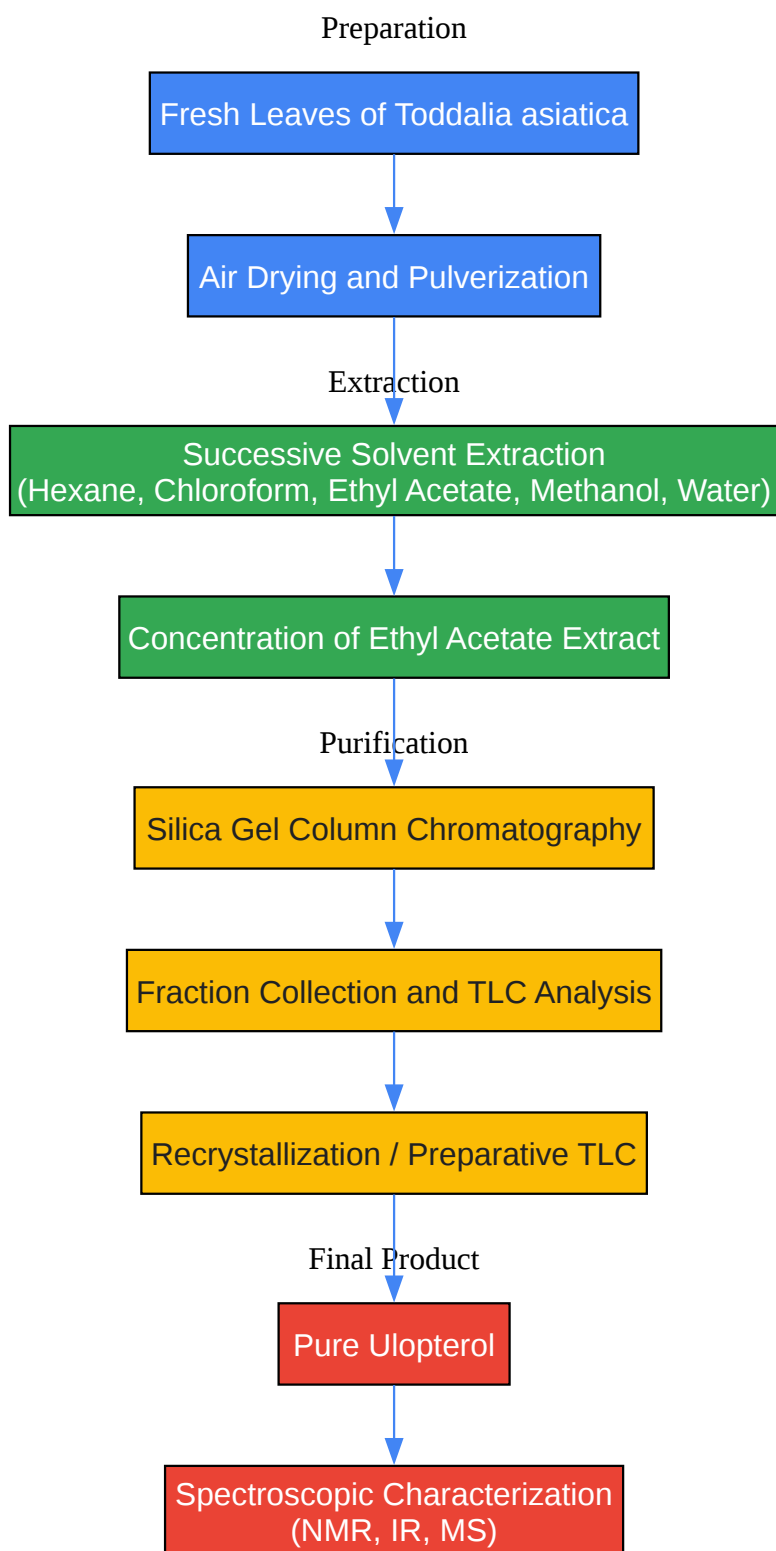 Preparation
Fresh Leaves of Toddalia asiatica
Air Drying and Pulverization
Extraction
Successive Solvent Extraction
(Hexane, Chloroform, Ethyl Acetate, Methanol, Water)
Concentration of Ethyl Acetate Extract
Purification
Silica Gel Column Chromatography
Fraction Collection and TLC Analysis
Recrystallization / Preparative TLC
Final Product
Pure Ulopterol
Spectroscopic Characterization
(NMR, IR, MS)